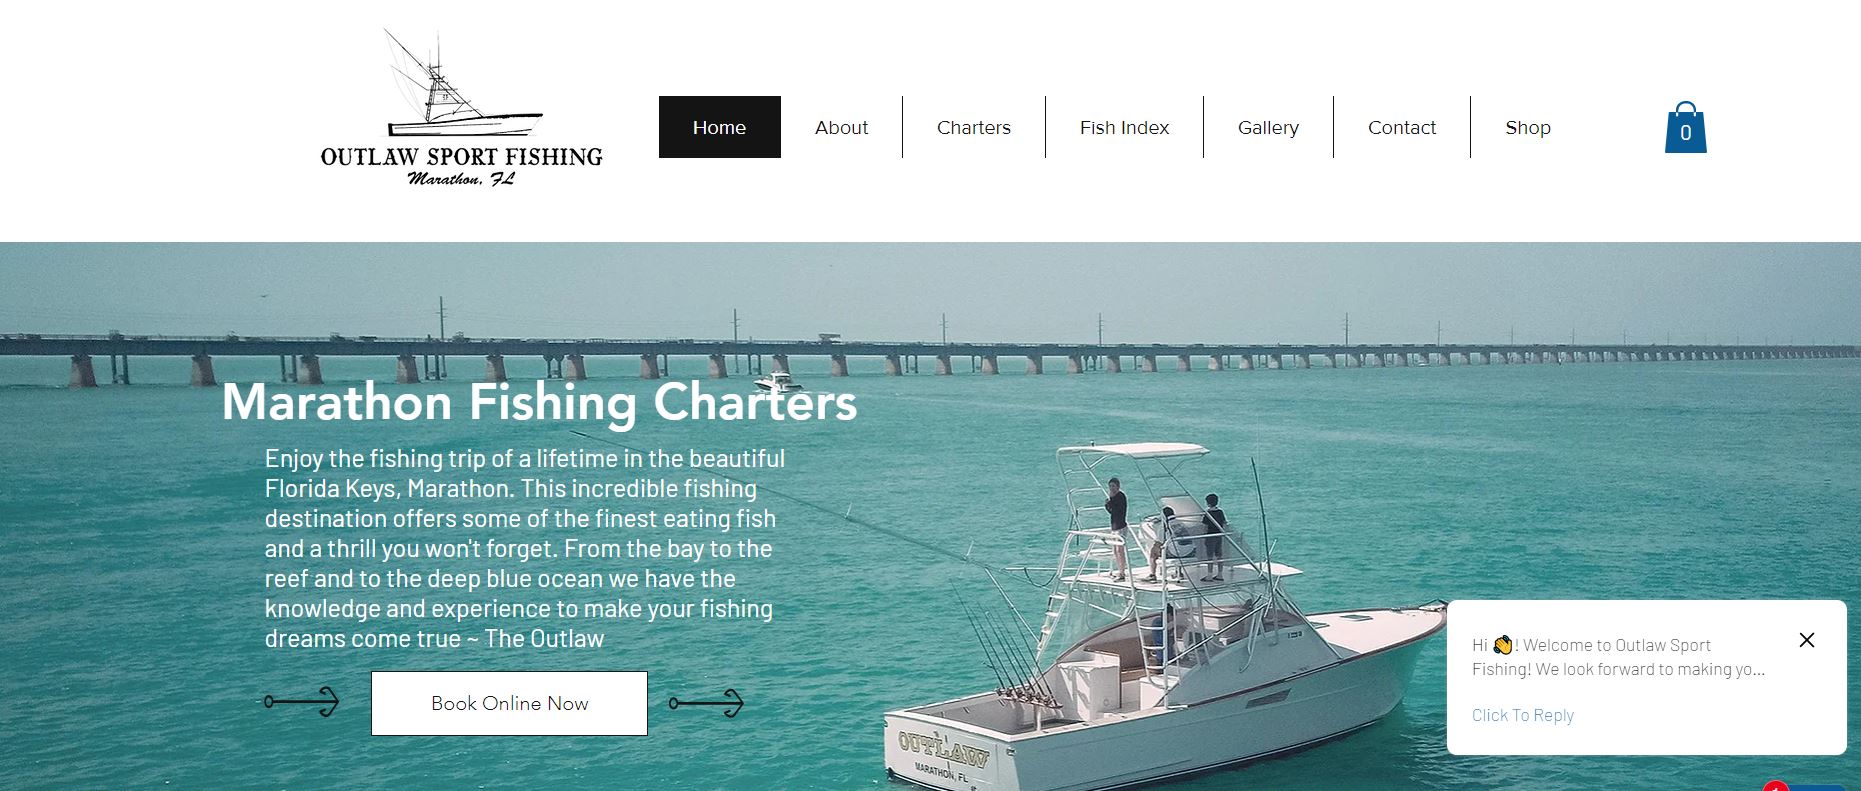 OUTLAW SPORT FISHING
Marathon, FL
Home
About
Charters
Fish Index
Gallery
Contact
Shop
0
Marathon Fishing Charters
Enjoy the fishing trip of a lifetime in the beautiful
Florida Keys, Marathon. This incredible fishing
destination offers some of the finest eating fish
and a thrill you won't forget. From the bay to the
reef and to the deep blue ocean we have the
knowledge and experience to make your fishing
dreams come true ~ The Outlaw
Book Online Now
OUTLAW
MARATHON, FL
Hi 👋! Welcome to Outlaw Sport
Fishing! We look forward to making yo...
Click To Reply